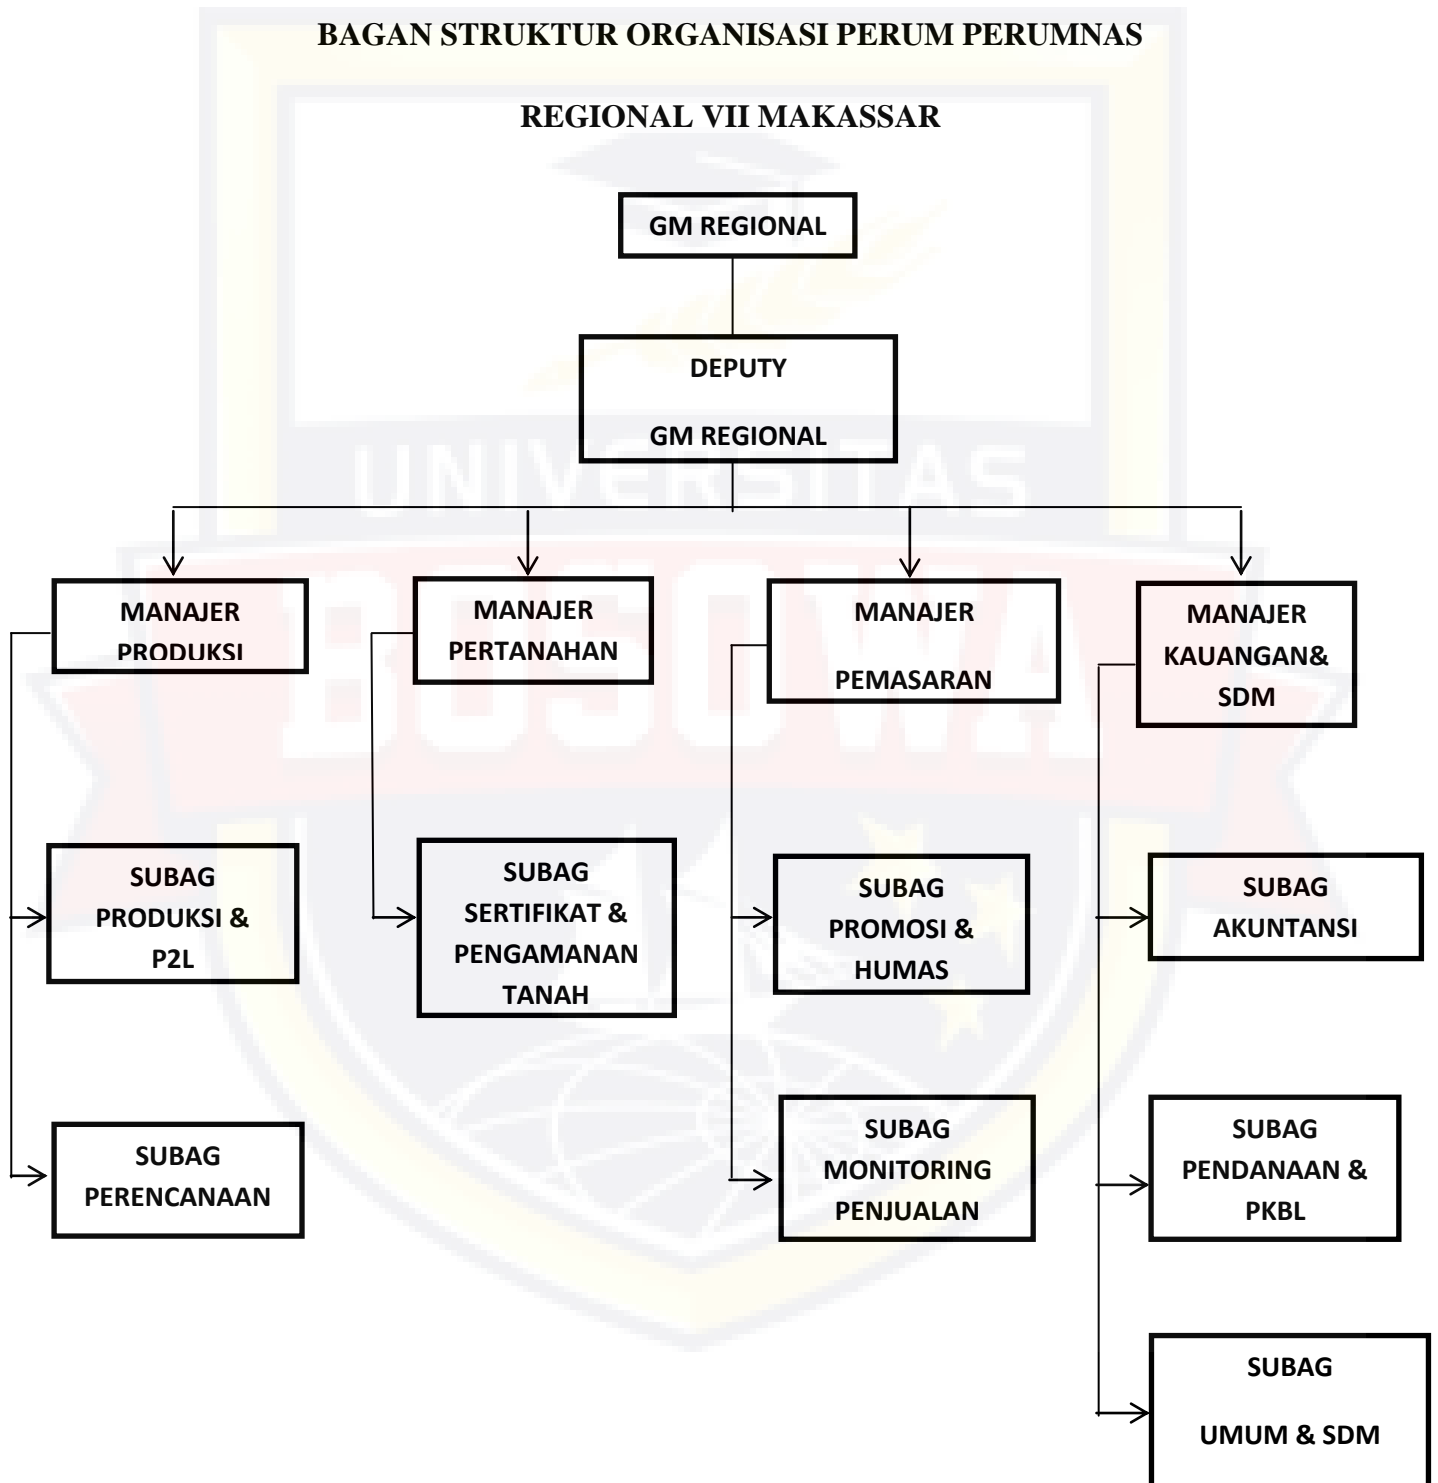 BAGAN STRUKTUR ORGANISASI PERUM PERUMNAS
REGIONAL VII MAKASSAR
GM REGIONAL
DEPUTY
GM REGIONAL
UNIVERSITAS
BOSOWA
MANAJER
PRODUKSI
MANAJER
PERTANAHAN
MANAJER
PEMASARAN
MANAJER
KAUANGAN&
SDM
SUBAG
PRODUKSI &
P2L
SUBAG
SERTIFIKAT &
PENGAMANAN
TANAH
SUBAG
PROMOSI &
HUMAS
SUBAG
AKUNTANSI
SUBAG
PERENCANAAN
SUBAG
MONITORING
PENJUALAN
SUBAG
PENDANAAN &
PKBL
SUBAG
UMUM & SDM